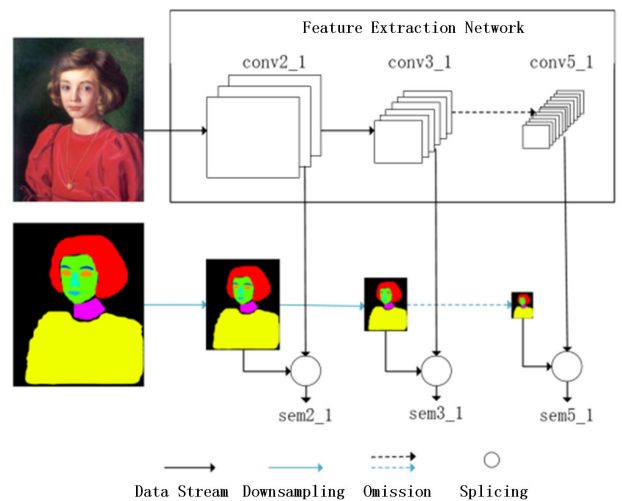 Feature Extraction Network
conv2_1 conv3_1 conv5_1
sem2_1 sem3_1 sem5_1
Data Stream Downsampling Omission Splicing